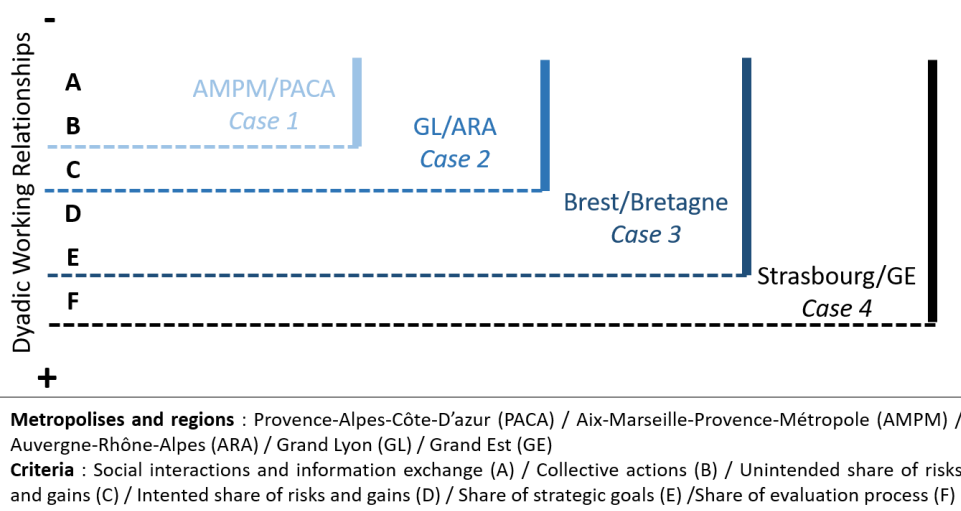 -
Dyadic Working Relationships
A
AMPM/PACA
B
Case 1
GL/ARA
Case 2
C
D
Brest/Bretagne
Case 3
E
Strasbourg/GE
F
Case 4
+
Metropolises and regions : Provence-Alpes-Côte-D’azur (PACA) / Aix-Marseille-Provence-Métropole (AMPM) /
Auvergne-Rhône-Alpes (ARA) / Grand Lyon (GL) / Grand Est (GE)
Criteria : Social interactions and information exchange (A) / Collective actions (B) / Unintended share of risks
and gains (C) / Intented share of risks and gains (D) / Share of strategic goals (E) /Share of evaluation process (F)